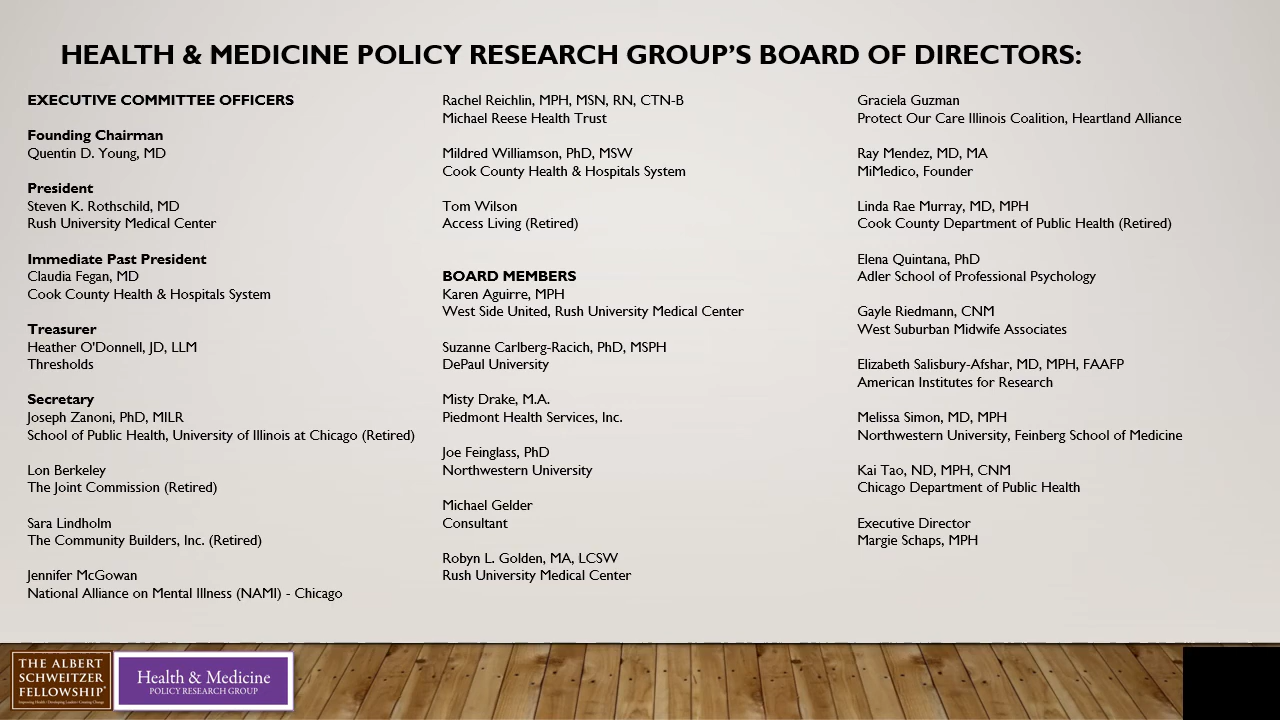 HEALTH & MEDICINE POLICY RESEARCH GROUP'S BOARD OF DIRECTORS:
EXECUTIVE COMMITTEE OFFICERS
Founding Chairman
Quentin D. Young, MD
President
Steven K. Rothschild, MD
Rush University Medical Center
Immediate Past President
Claudia Fegan, MD
Cook County Health & Hospitals System
Treasurer
Heather O'Donnell, JD, LLM
Thresholds
Secretary
Joseph Zanoni, PhD, MILR
School of Public Health, University of Illinois at Chicago (Retired)
Lon Berkeley
The Joint Commission (Retired)
Sara Lindholm
The Community Builders, Inc. (Retired)
Jennifer McGowan
National Alliance on Mental Illness (NAMI) - Chicago
Rachel Reichlin, MPH, MSN, RN, CTN-B
Michael Reese Health Trust
Mildred Williamson, PhD, MSW
Cook County Health & Hospitals System
Tom Wilson
Access Living (Retired)
BOARD MEMBERS
Karen Aguirre, MPH
West Side United, Rush University Medical Center
Suzanne Carlberg-Racich, PhD, MSPH
DePaul University
Misty Drake, M.A.
Piedmont Health Services, Inc.
Joe Feinglass, PhD
Northwestern University
Michael Gelder
Consultant
Robyn L. Golden, MA, LCSW
Rush University Medical Center
Graciela Guzman
Protect Our Care Illinois Coalition, Heartland Alliance
Ray Mendez, MD, MA
MiMedico, Founder
Linda Rae Murray, MD, MPH
Cook County Department of Public Health (Retired)
Elena Quintana, PhD
Adler School of Professional Psychology
Gayle Riedmann, CNM
West Suburban Midwife Associates
Elizabeth Salisbury-Afshar, MD, MPH, FAAFP
American Institutes for Research
Melissa Simon, MD, MPH
Northwestern University, Feinberg School of Medicine
Kai Tao, ND, MPH, CNM
Chicago Department of Public Health
Executive Director
Margie Schaps, MPH
THE ALBERT
SCHWEITZER
FELLOWSHIP
Health & Medicine
POLICY RESEARCH GROUP